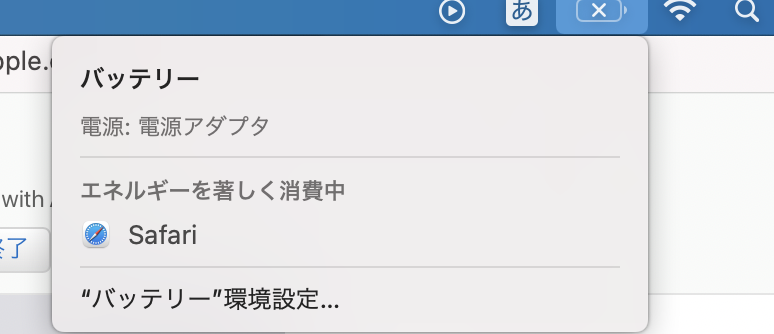 あ
pple.
バッテリー
電源: 電源アダプタ
エネルギーを著しく消費中
with
Safari
終了
“バッテリー”環境設定...